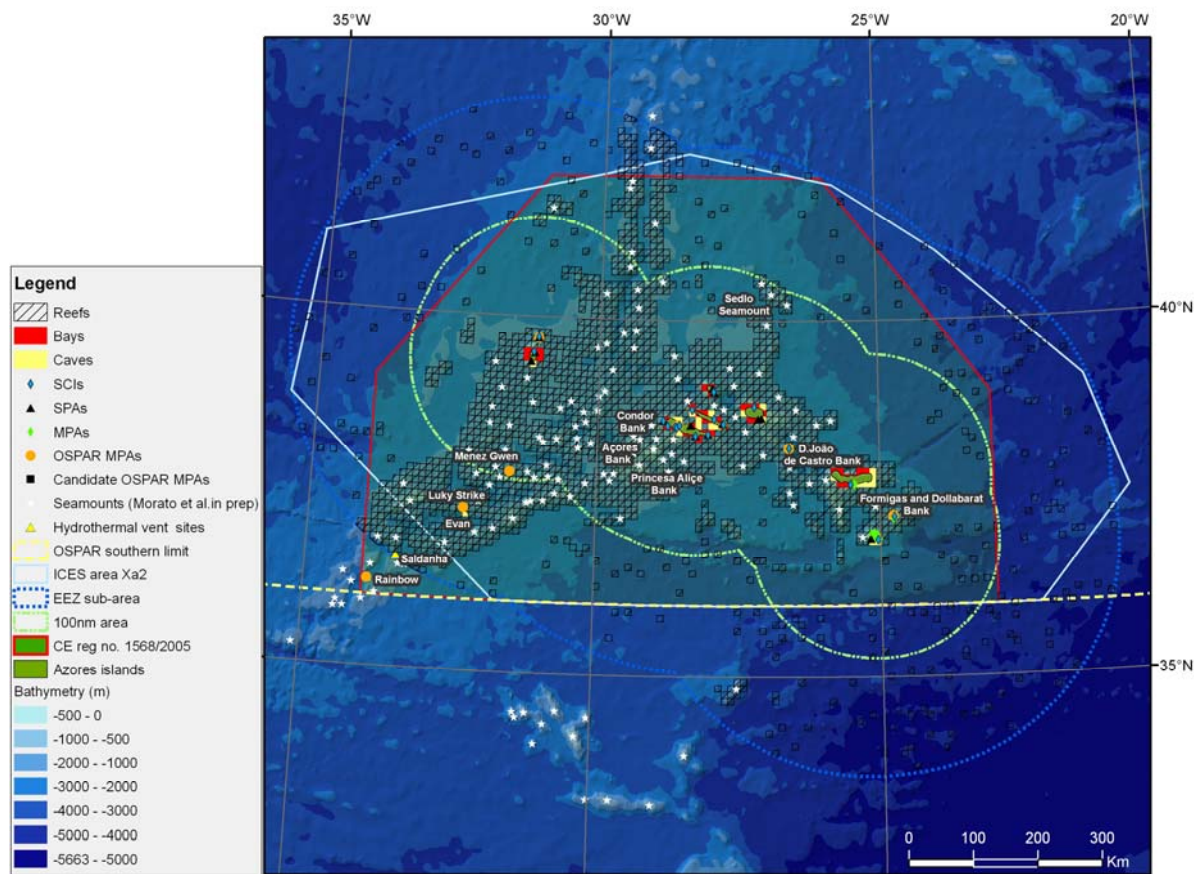 35°W
30°W
25°W
20°W
40°N
35°N
Legend
Reefs
Bays
Caves
SCIs
SPAs
MPAs
OSPAR MPAs
Candidate OSPAR MPAs
Seamounts (Morato et al.in prep)
Hydrothermal vent sites
OSPAR southern limit
ICES area Xa2
EEZ sub-area
100nm area
CE reg no. 1568/2005
Azores islands
Bathymetry (m)
-500 - 0
-1000 - -500
-2000 - -1000
-3000 - -2000
-4000 - -3000
-5000 - -4000
-5663 - -5000
Sedlo
Seamount
Condor
Bank
Açores
Bank
Princesa Aliçe
Bank
D.João
de Castro Bank
Formigas and Dollabarat
Bank
Menez Gwen
Luky Strike
Evan
Saldanha
Rainbow
0 100 200 300
Km